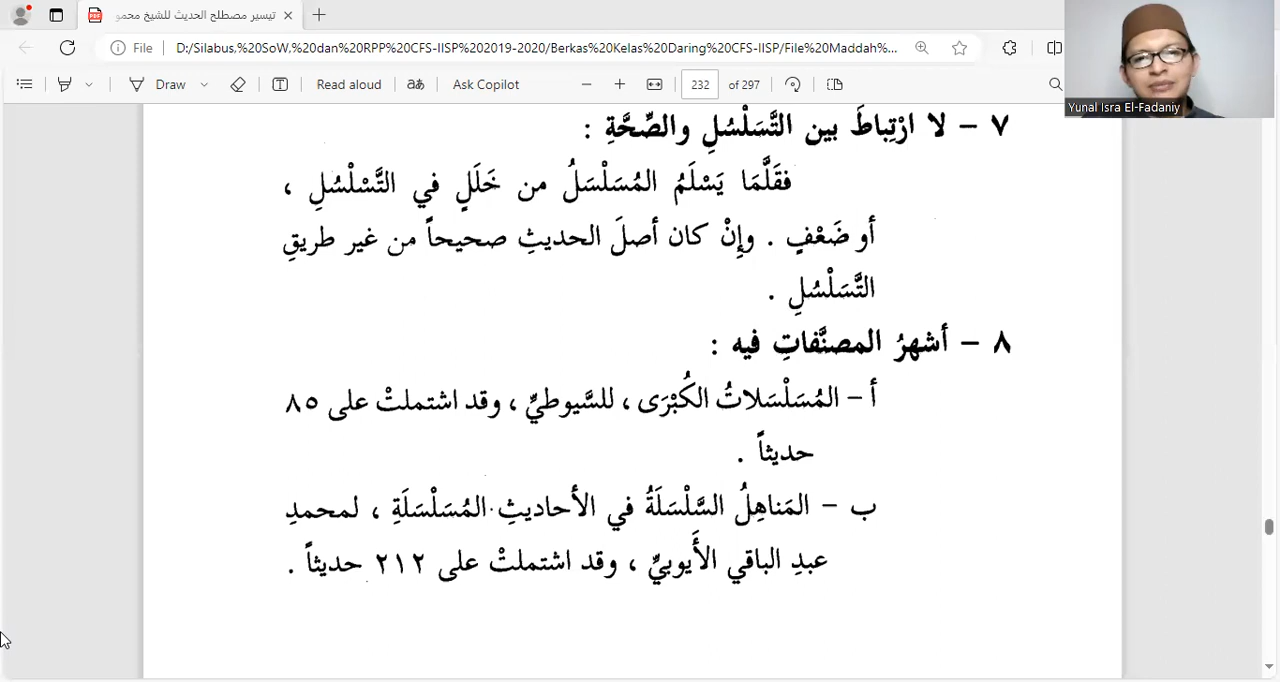 تيسير مصطلح الحديث للشيخ محمو
File D:/Silabus,%20SoW,%20dan%20RPP%20CFS-IISP%202019-2020/Berkas%20Kelas%20Daring%20CFS-IISP/File%20Maddah%...
Draw Read aloud Ask Copilot 232 of 297
Yunal Isra El-Fadaniy
٧ – لا ارْتِباطَ بين التَّسَلْسُلِ والصِّحَّةِ :
فقَلَّمَا يَسْلَمُ المُسَلْسَلُ من خَلَلٍ في التَّسْلْسُلِ ،
أو ضَعْفٍ . وإِنْ كان أصلَ الحديثِ صحيحاً من غير طريقِ
التَّسَلْسُلِ .
٨ – أشهرُ المصنَّفاتِ فيه :
أ – المُسَلْسَلاتُ الكُبْرَى ، للسَّيوطيِّ ، وقد اشتملتْ على ٨٥
حديثاً .
ب – المَناهِلُ السَّلْسَلَةُ في الأحاديثِ المُسَلْسَلَةِ ، لمحمدِ
عبدِ الباقي الأَيوبيِّ ، وقد اشتملتْ على ٢١٢ حديثاً .